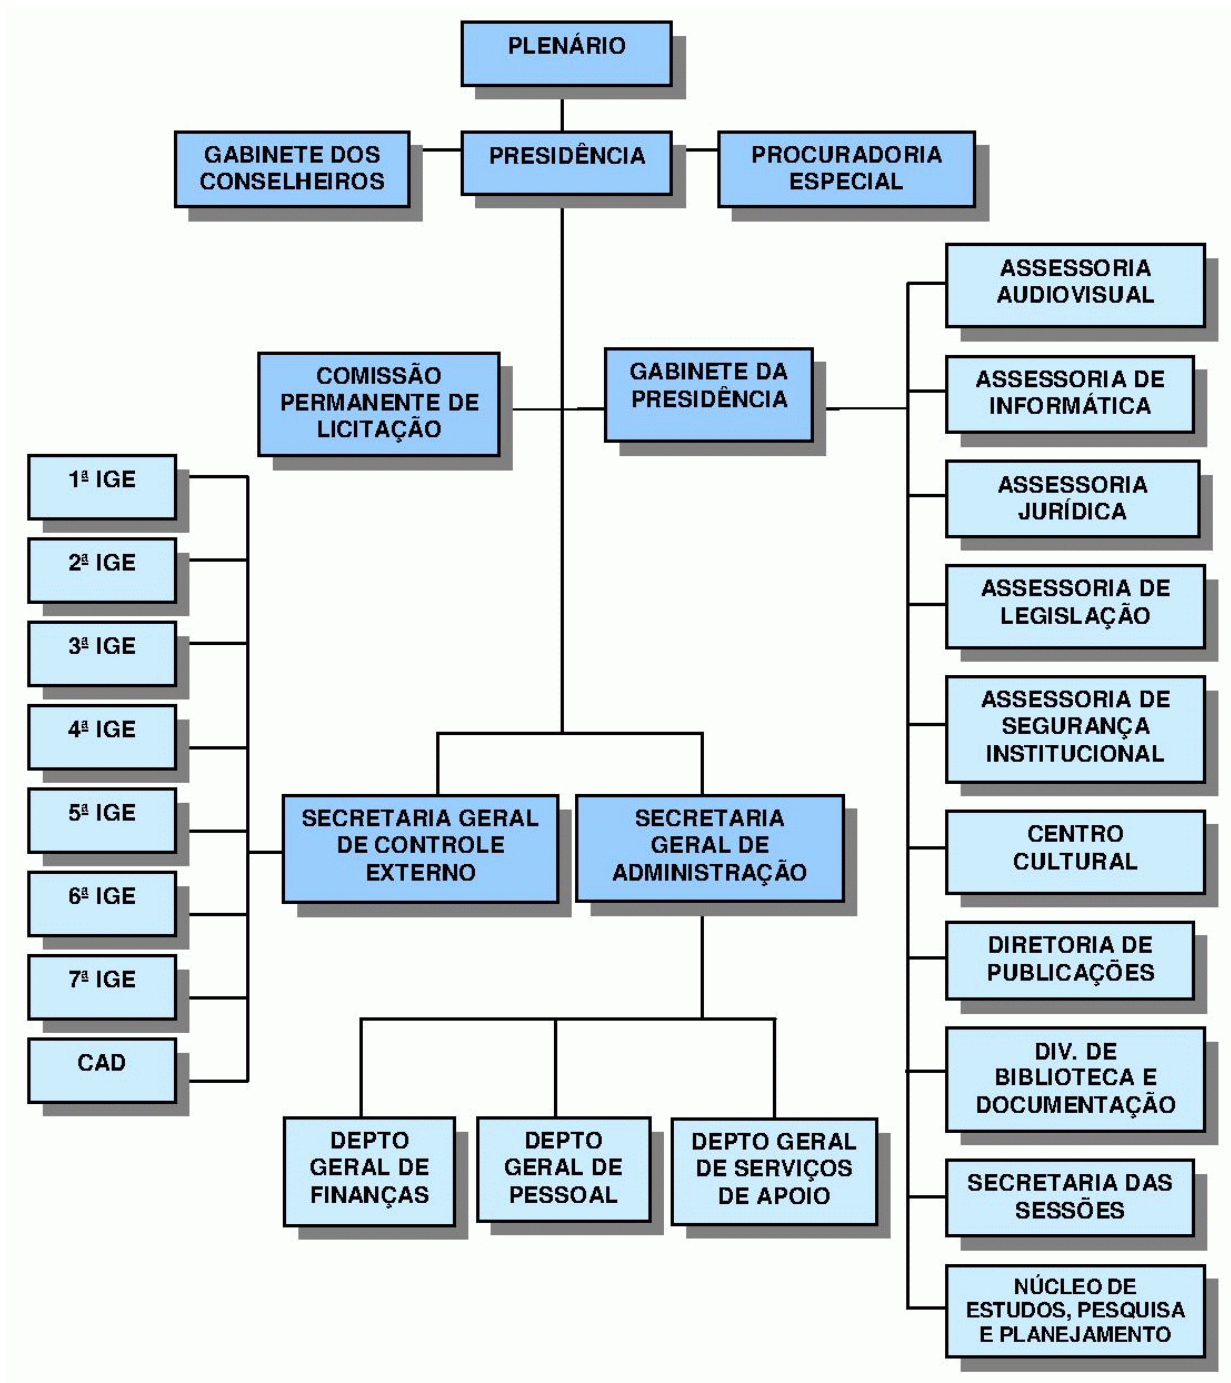 PLENÁRIO
GABINETE DOS
CONSELHEIROS
PRESIDÊNCIA
PROCURADORIA
ESPECIAL
ASSESSORIA
AUDIOVISUAL
COMISSÃO
PERMANENTE DE
LICITAÇÃO
GABINETE DA
PRESIDÊNCIA
ASSESSORIA DE
INFORMÁTICA
ASSESSORIA
JURÍDICA
ASSESSORIA DE
LEGISLAÇÃO
ASSESSORIA DE
SEGURANÇA
INSTITUCIONAL
CENTRO
CULTURAL
DIRETORIA DE
PUBLICAÇÕES
DIV. DE
BIBLIOTECA E
DOCUMENTAÇÃO
SECRETARIA DAS
SESSÕES
NÚCLEO DE
ESTUDOS, PESQUISA
E PLANEJAMENTO
1ª IGE
2ª IGE
3ª IGE
4ª IGE
5ª IGE
6ª IGE
7ª IGE
CAD
SECRETARIA GERAL
DE CONTROLE
EXTERNO
SECRETARIA
GERAL DE
ADMINISTRAÇÃO
DEPTO
GERAL DE
FINANÇAS
DEPTO
GERAL DE
PESSOAL
DEPTO GERAL
DE SERVIÇOS
DE APOIO